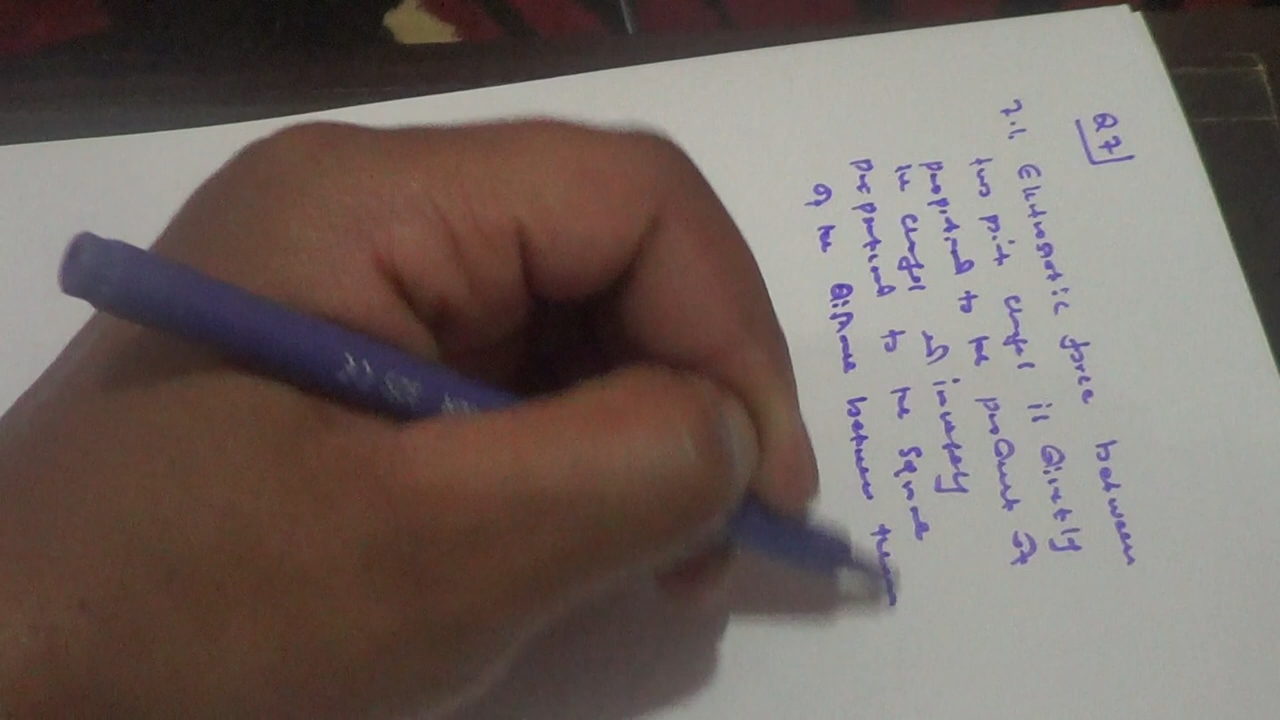 Q7
7.1. Electrostatic force between
two point charges is directly
proportional to the product of
the charges and inversely
proportional to the square
of the distance between them